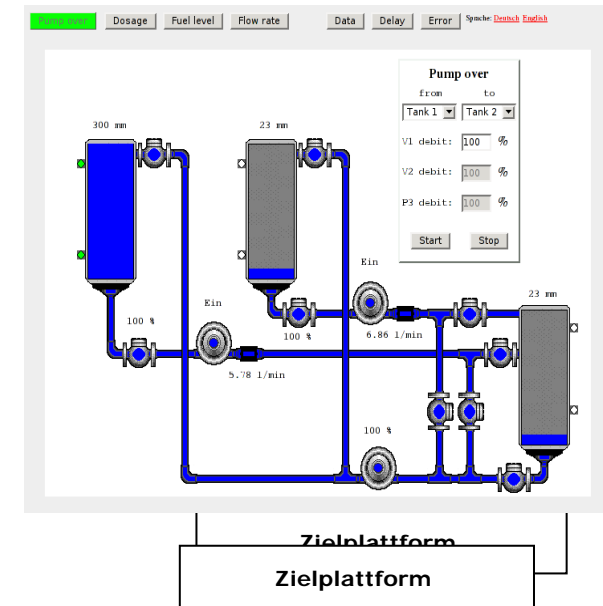 Pump over Dosage Fuel level Flow rate Data Delay Error Sprache: Deutsch English
Pump over
from to
Tank 1 Tank 2
300 mm 23 mm
V1 debit: 100 %
V2 debit: 100 %
P3 debit: 100 %
Start Stop
Ein
23 mm
Ein
100 % 100 % 6.86 l/min
5.78 l/min
100 %
Zielplattform
Zielplattform